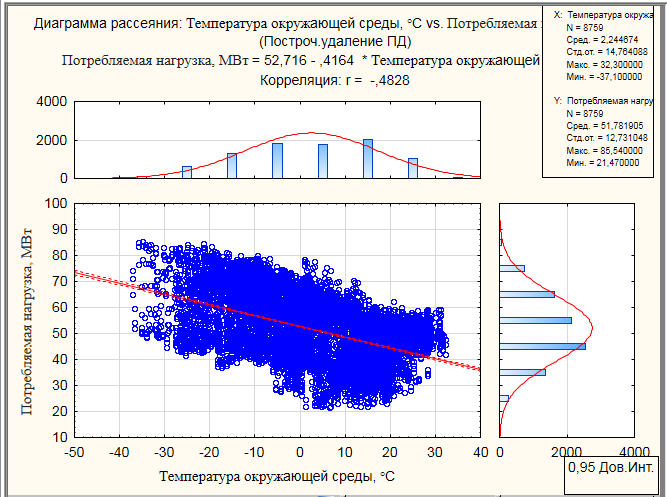 Диаграмма рассеяния: Температура окружающей среды, °C vs. Потребляемая
(Построч.удаление ПД)
Потребляемая нагрузка, МВт = 52,716 - ,4164 * Температура окружающей
Корреляция: r = -,4828
X: Температура окружа
N = 8759
Сред. = 2,244674
Стд.от. = 14,764088
Макс. = 32,300000
Мин. = -37,100000
Y: Потребляемая нагру
N = 8759
Сред. = 51,781905
Стд.от. = 12,731048
Макс. = 85,540000
Мин. = 21,470000
4000
2000
0
100
90
80
70
60
50
40
30
20
10
Потребляемая нагрузка, МВт
-50 -40 -30 -20 -10 0 10 20 30 40
0 2000 4000
Температура окружающей среды, °C
0,95 Дов.Инт.